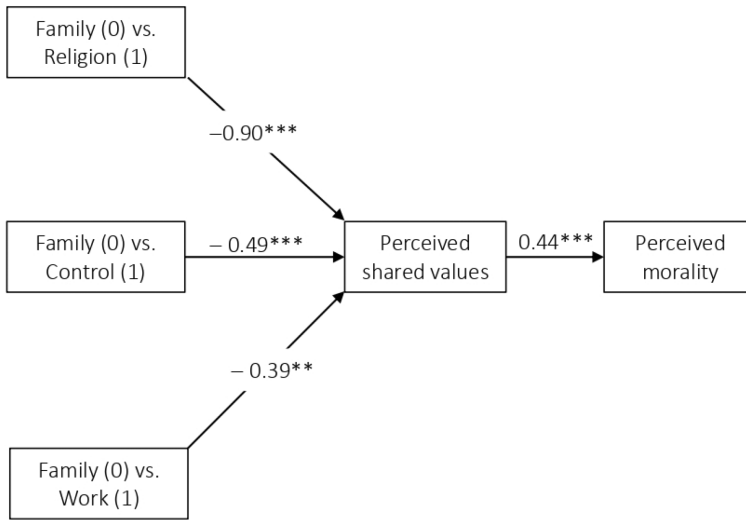 Family (0) vs.
Religion (1)
−0.90***
Family (0) vs.
Control (1)
− 0.49***
Perceived
shared values
0.44***
Perceived
morality
− 0.39**
Family (0) vs.
Work (1)